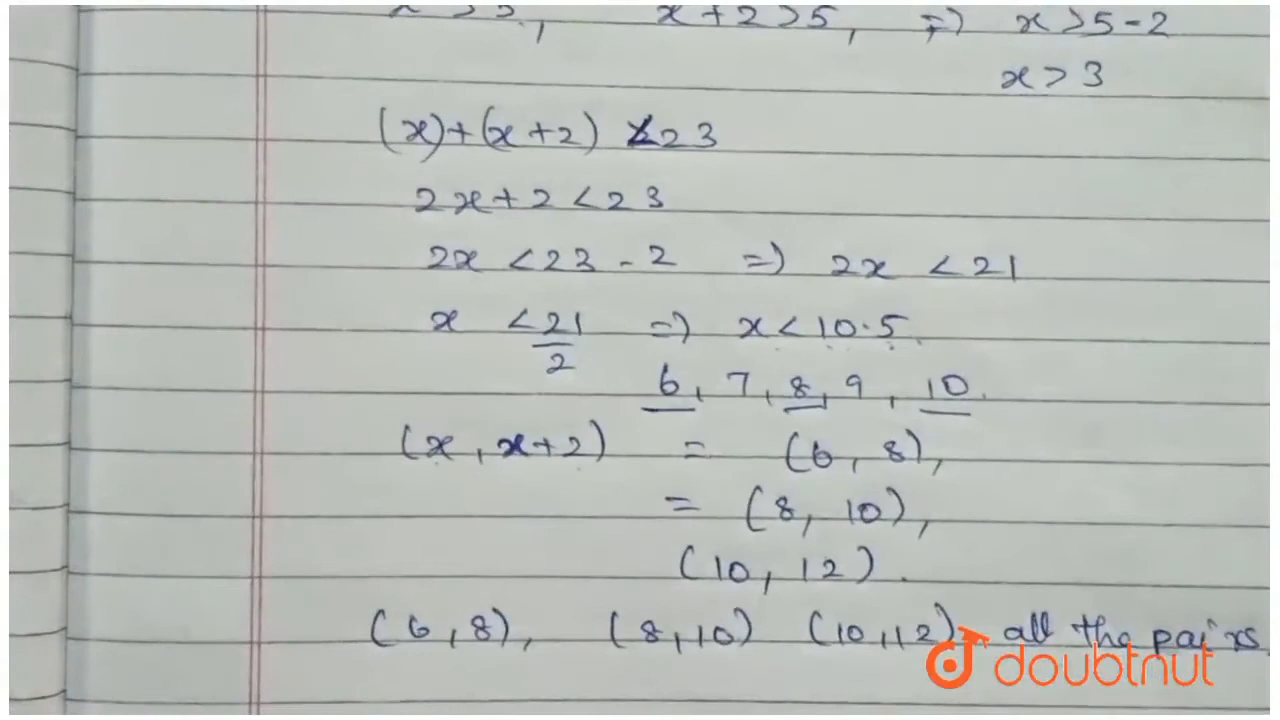 x > 5, x + 2 > 5, => x > 5 - 2
x > 3
(x) + (x + 2) < 23
2x + 2 < 23
2x < 23 - 2 => 2x < 21
x < 21/2 => x < 10.5
6, 7, 8, 9, 10.
(x, x + 2) = (6, 8),
= (8, 10),
(10, 12).
(6, 8), (8, 10) (10, 12) all the pairs.
doubtnut